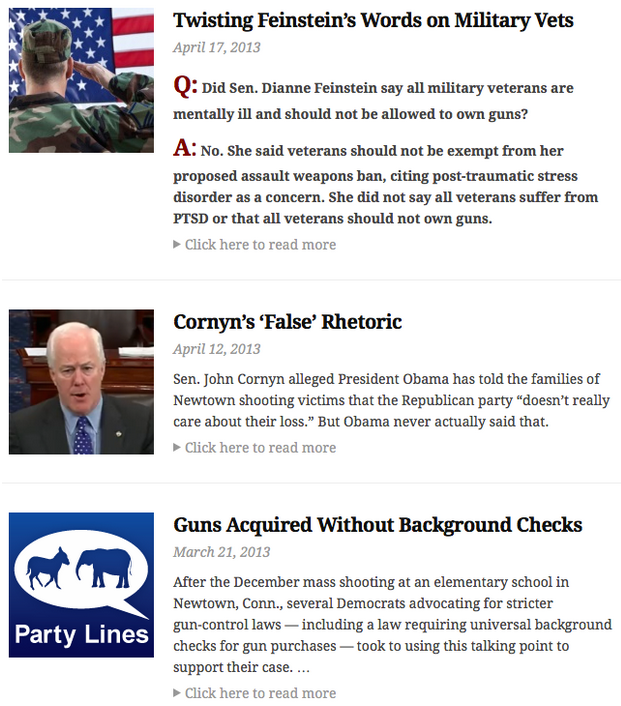 Twisting Feinstein’s Words on Military Vets
April 17, 2013
Q: Did Sen. Dianne Feinstein say all military veterans are
mentally ill and should not be allowed to own guns?
A: No. She said veterans should not be exempt from her
proposed assault weapons ban, citing post-traumatic stress
disorder as a concern. She did not say all veterans suffer from
PTSD or that all veterans should not own guns.
Click here to read more
Cornyn’s ‘False’ Rhetoric
April 12, 2013
Sen. John Cornyn alleged President Obama has told the families of
Newtown shooting victims that the Republican party “doesn’t really
care about their loss.” But Obama never actually said that.
Click here to read more
Party Lines
Guns Acquired Without Background Checks
March 21, 2013
After the December mass shooting at an elementary school in
Newtown, Conn., several Democrats advocating for stricter
gun-control laws — including a law requiring universal background
checks for gun purchases — took to using this talking point to
support their case. …
Click here to read more